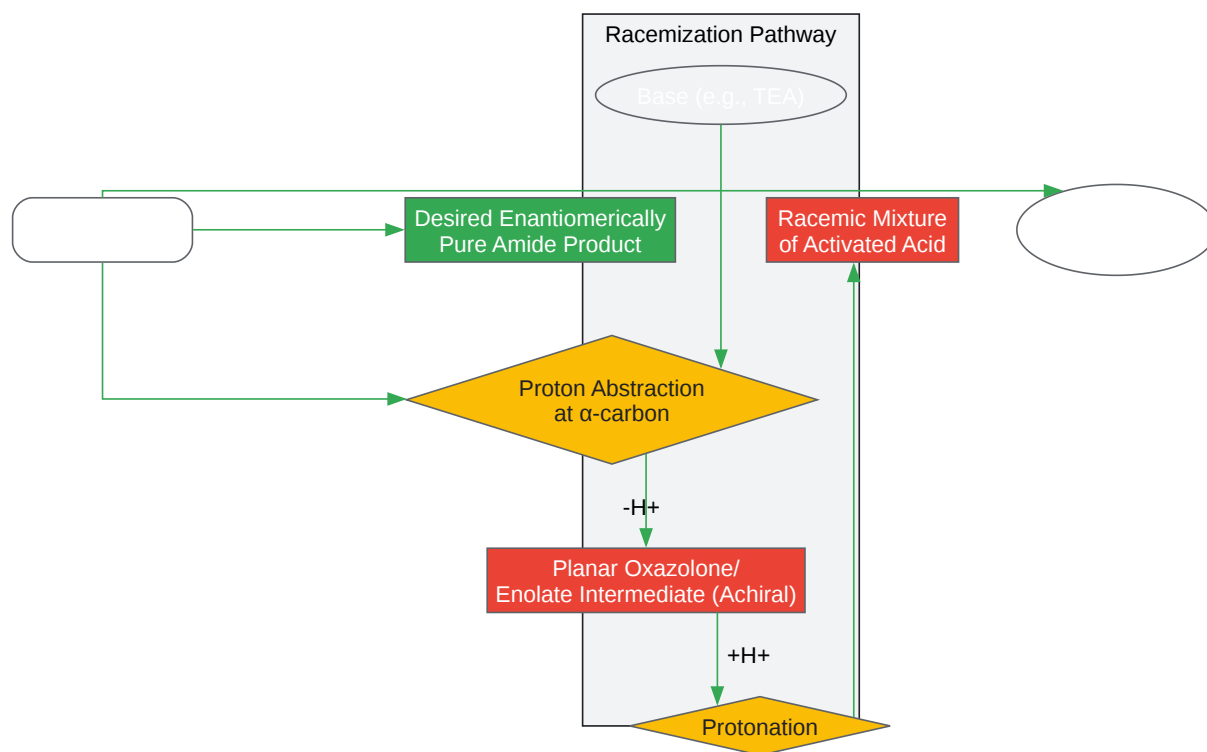 Racemization Pathway
Base (e.g., TEA)
Desired Enantiomerically
Pure Amide Product
Racemic Mixture
of Activated Acid
Proton Abstraction
at α-carbon
-H+
Planar Oxazolone/
Enolate Intermediate (Achiral)
+H+
Protonation